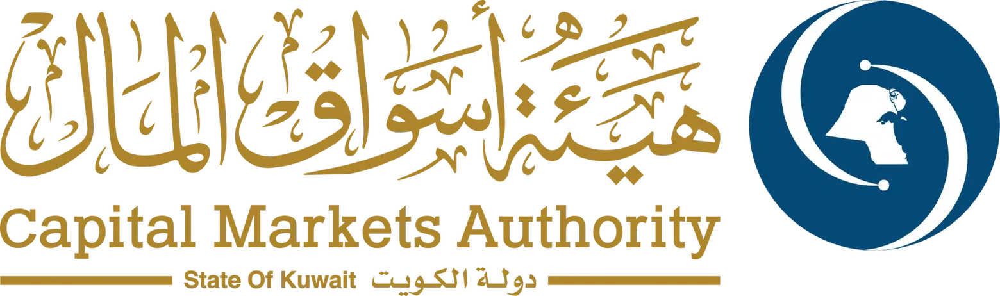 هيئة أسواق المال
Capital Markets Authority
State Of Kuwait دولة الكويت